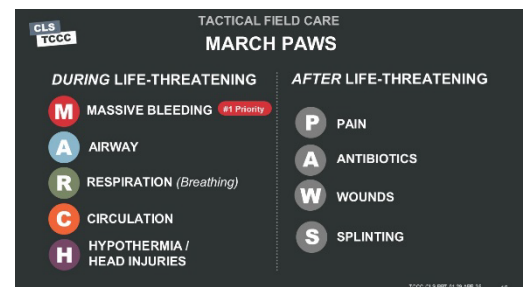 CLS
TCCC
TACTICAL FIELD CARE
MARCH PAWS
DURING LIFE-THREATENING
M MASSIVE BLEEDING #1 Priority
A AIRWAY
R RESPIRATION (Breathing)
C CIRCULATION
H HYPOTHERMIA /
HEAD INJURIES
AFTER LIFE-THREATENING
P PAIN
A ANTIBIOTICS
W WOUNDS
S SPLINTING